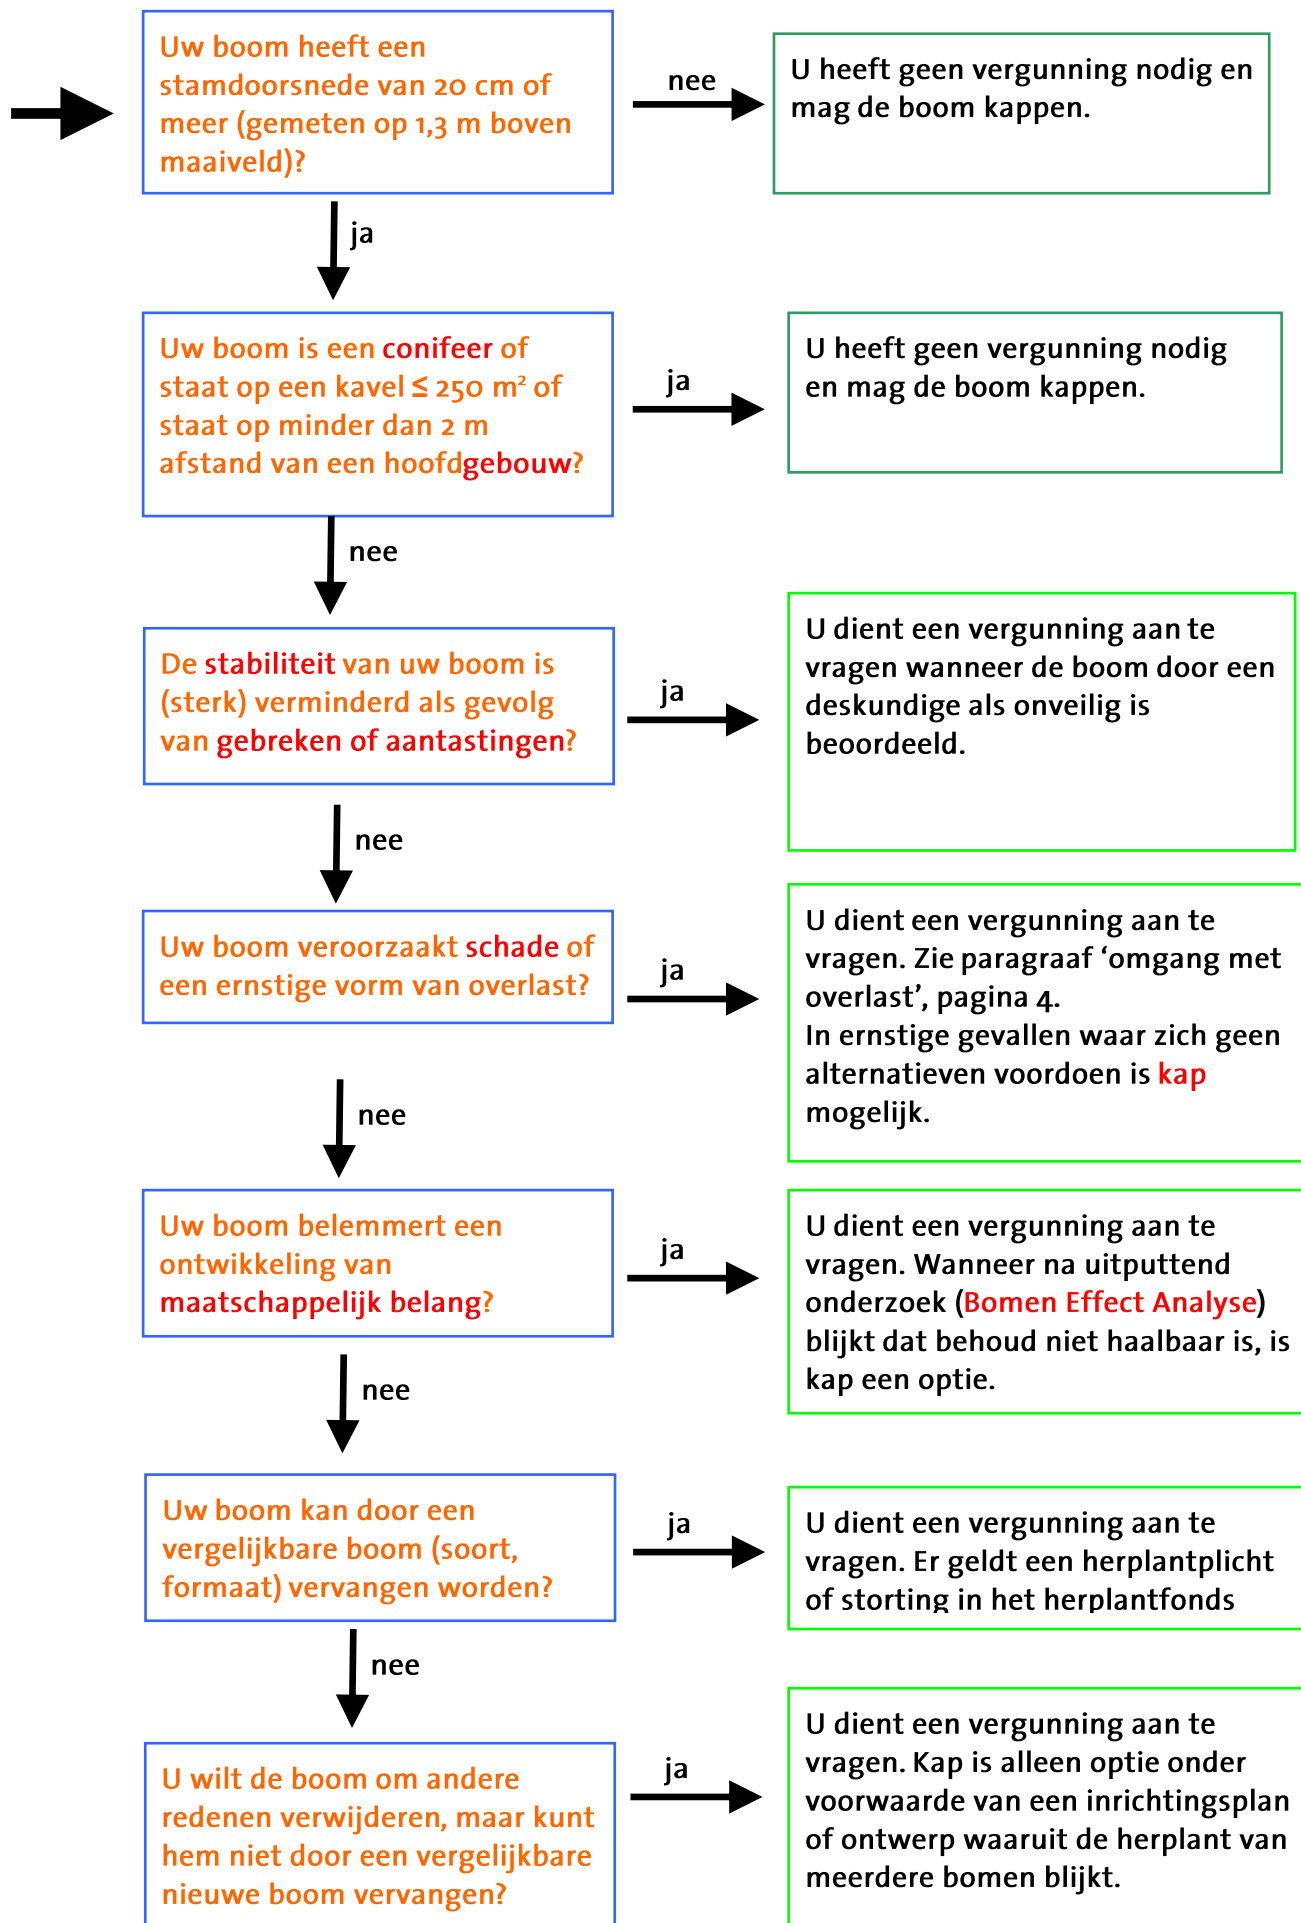 Uw boom heeft een
stamdoorsnede van 20 cm of
meer (gemeten op 1,3 m boven
maaiveld)?
nee
U heeft geen vergunning nodig en
mag de boom kappen.
ja
Uw boom is een conifeer of
staat op een kavel ≤ 250 m² of
staat op minder dan 2 m
afstand van een hoofdgebouw?
ja
U heeft geen vergunning nodig
en mag de boom kappen.
nee
De stabiliteit van uw boom is
(sterk) verminderd als gevolg
van gebreken of aantastingen?
ja
U dient een vergunning aan te
vragen wanneer de boom door een
deskundige als onveilig is
beoordeeld.
nee
Uw boom veroorzaakt schade of
een ernstige vorm van overlast?
ja
U dient een vergunning aan te
vragen. Zie paragraaf ‘omgang met
overlast’, pagina 4.
In ernstige gevallen waar zich geen
alternatieven voordoen is kap
mogelijk.
nee
Uw boom belemmert een
ontwikkeling van
maatschappelijk belang?
ja
U dient een vergunning aan te
vragen. Wanneer na uitputtend
onderzoek (Bomen Effect Analyse)
blijkt dat behoud niet haalbaar is, is
kap een optie.
nee
Uw boom kan door een
vergelijkbare boom (soort,
formaat) vervangen worden?
ja
U dient een vergunning aan te
vragen. Er geldt een herplantplicht
of storting in het herplantfonds
nee
U wilt de boom om andere
redenen verwijderen, maar kunt
hem niet door een vergelijkbare
nieuwe boom vervangen?
ja
U dient een vergunning aan te
vragen. Kap is alleen optie onder
voorwaarde van een inrichtingsplan
of ontwerp waaruit de herplant van
meerdere bomen blijkt.